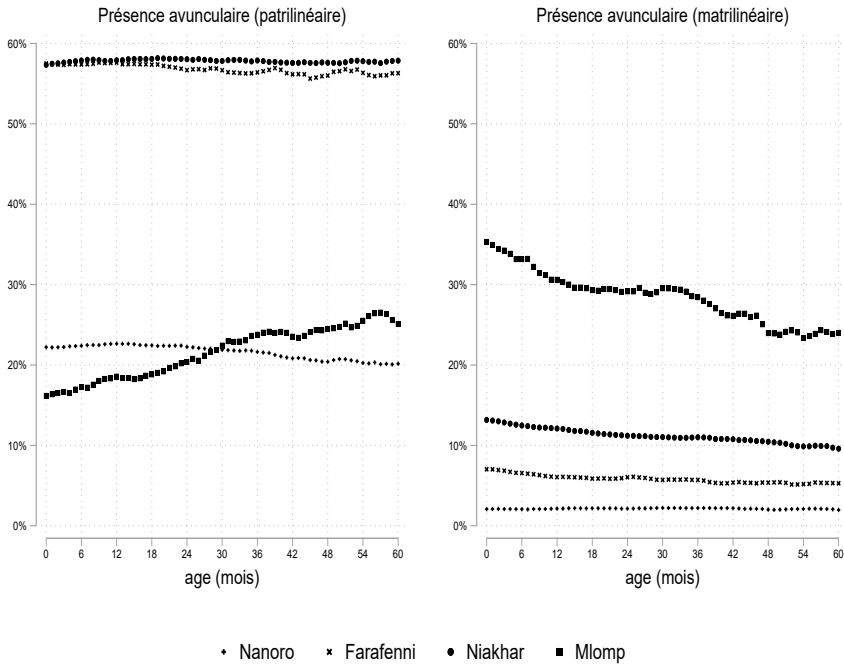 Présence avunculaire (patrilinéaire)
60%
50%
40%
30%
20%
10%
0%
0 6 12 18 24 30 36 42 48 54 60
age (mois)
Présence avunculaire (matrilinéaire)
60%
50%
40%
30%
20%
10%
0%
0 6 12 18 24 30 36 42 48 54 60
age (mois)
Nanoro Farafenni Niakhar Mlomp